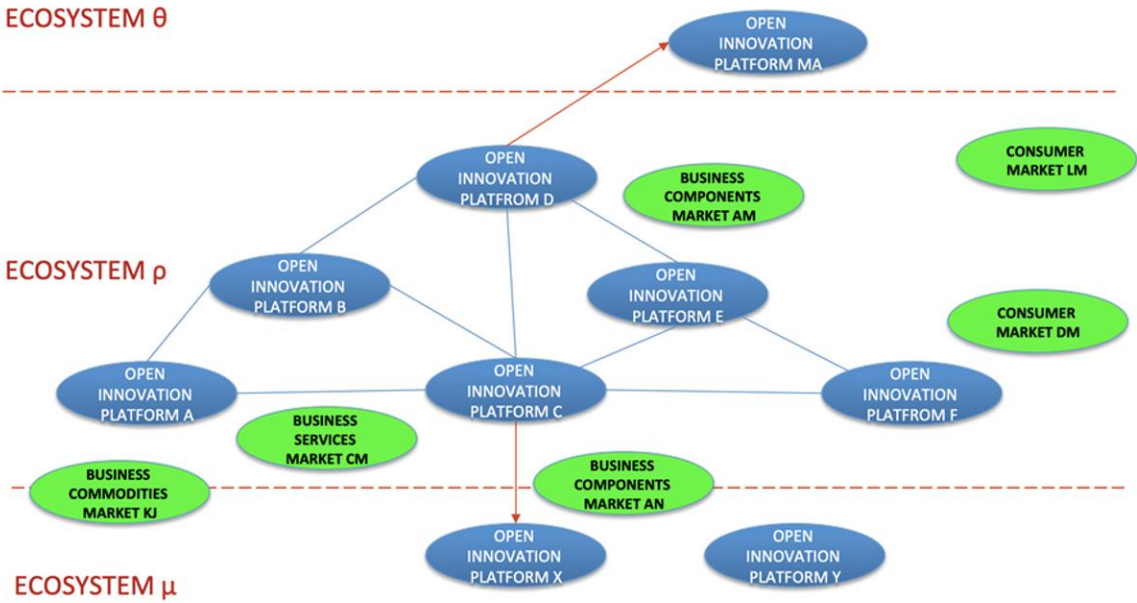 ECOSYSTEM θ
OPEN
INNOVATION
PLATFORM MA
OPEN
INNOVATION
PLATFROM D
BUSINESS
COMPONENTS
MARKET AM
CONSUMER
MARKET LM
ECOSYSTEM ρ
OPEN
INNOVATION
PLATFORM B
OPEN
INNOVATION
PLATFORM E
CONSUMER
MARKET DM
OPEN
INNOVATION
PLATFORM A
OPEN
INNOVATION
PLATFORM C
OPEN
INNOVATION
PLATFROM F
BUSINESS
SERVICES
MARKET CM
BUSINESS
COMMODITIES
MARKET KJ
BUSINESS
COMPONENTS
MARKET AN
OPEN
INNOVATION
PLATFORM X
OPEN
INNOVATION
PLATFORM Y
ECOSYSTEM μ